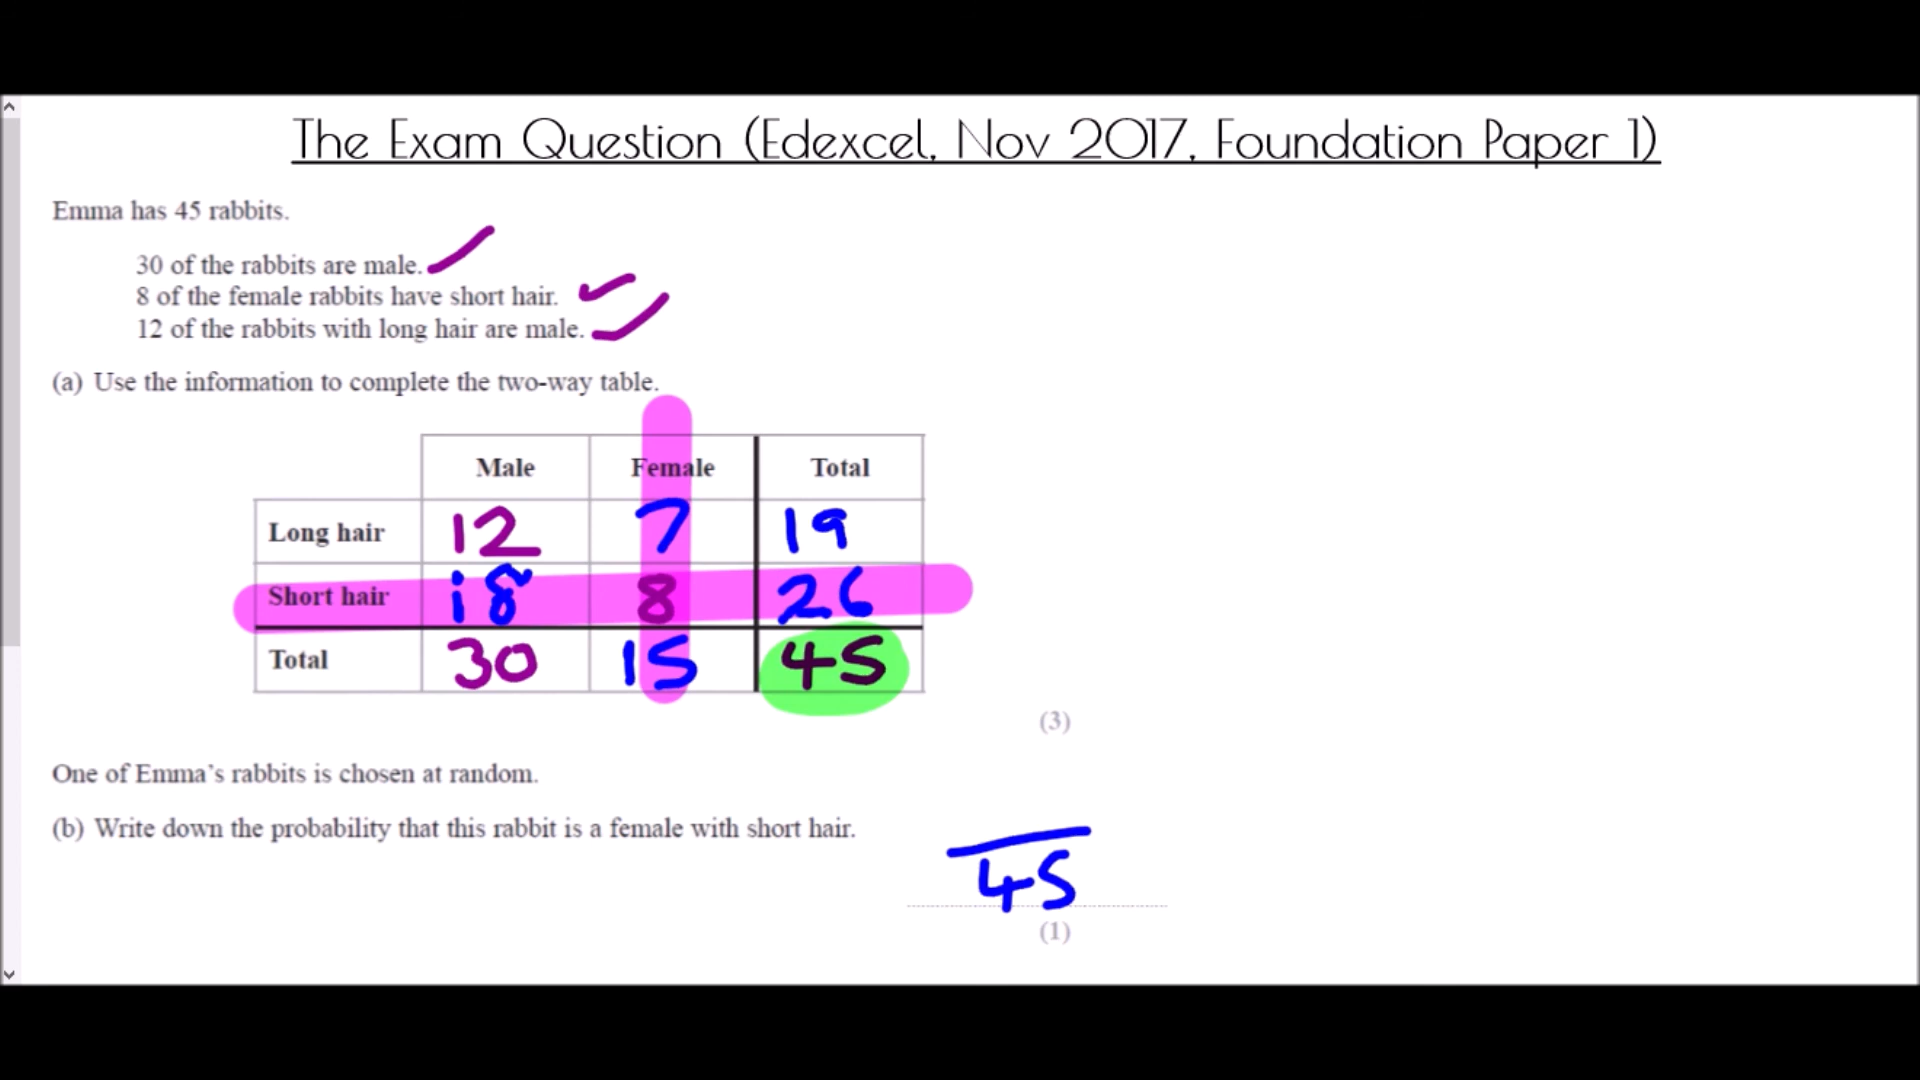 The Exam Question (Edexcel, Nov 2017, Foundation Paper 1)
Emma has 45 rabbits.
30 of the rabbits are male.
8 of the female rabbits have short hair.
12 of the rabbits with long hair are male.
(a) Use the information to complete the two-way table.
Male Female Total
Long hair 12 7 19
Short hair 18 8 26
Total 30 15 45
(3)
One of Emma's rabbits is chosen at random.
(b) Write down the probability that this rabbit is a female with short hair.
45
(1)